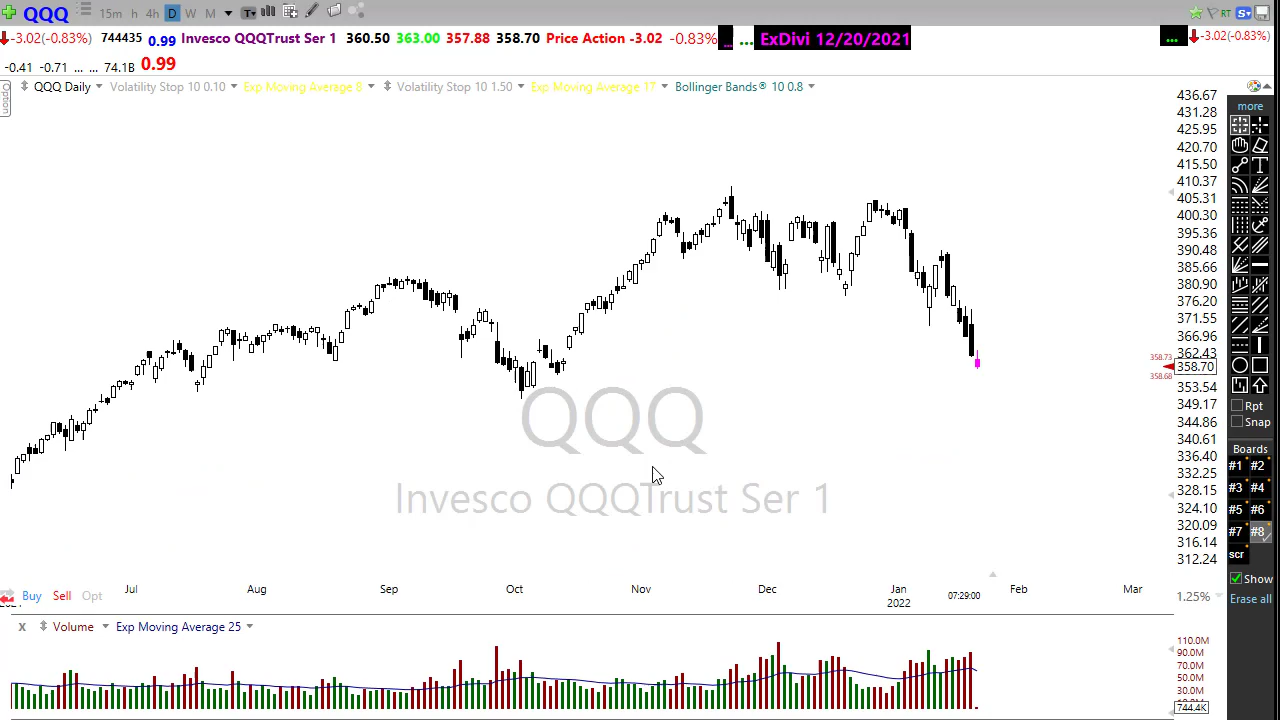 QQQ 15m h 4h D W M T RT S
-3.02(-0.83%) 744435 0.99 Invesco QQQTrust Ser 1 360.50 363.00 357.88 358.70 Price Action -3.02 -0.83% ... ... ExDivi 12/20/2021 ... -3.02(-0.83%)
-0.41 -0.71 ... ... 74.1B 0.99
Option
QQQ Daily Volatility Stop 10 0.10 Exp Moving Average 8 Volatility Stop 10 1.50 Exp Moving Average 17 Bollinger Bands® 10 0.8
436.67
431.28
425.95
420.70
415.50
410.37
405.31
400.30
395.36
390.48
385.66
380.90
376.20
371.55
366.96
362.43
358.73
358.70
358.68
353.54
349.17
344.86
340.61
336.40
332.25
328.15
324.10
320.09
316.14
312.24
QQQ
Invesco QQQTrust Ser 1
more
T
Rpt
Snap
Boards
#1 #2
#3 #4
#5 #6
#7 #8
scr
Show
Erase all
Jul Aug Sep Oct Nov Dec Jan Feb Mar
2022 07:29:00
Buy Sell Opt
1.25%
X Volume Exp Moving Average 25
110.0M
90.0M
70.0M
50.0M
30.0M
744.4K